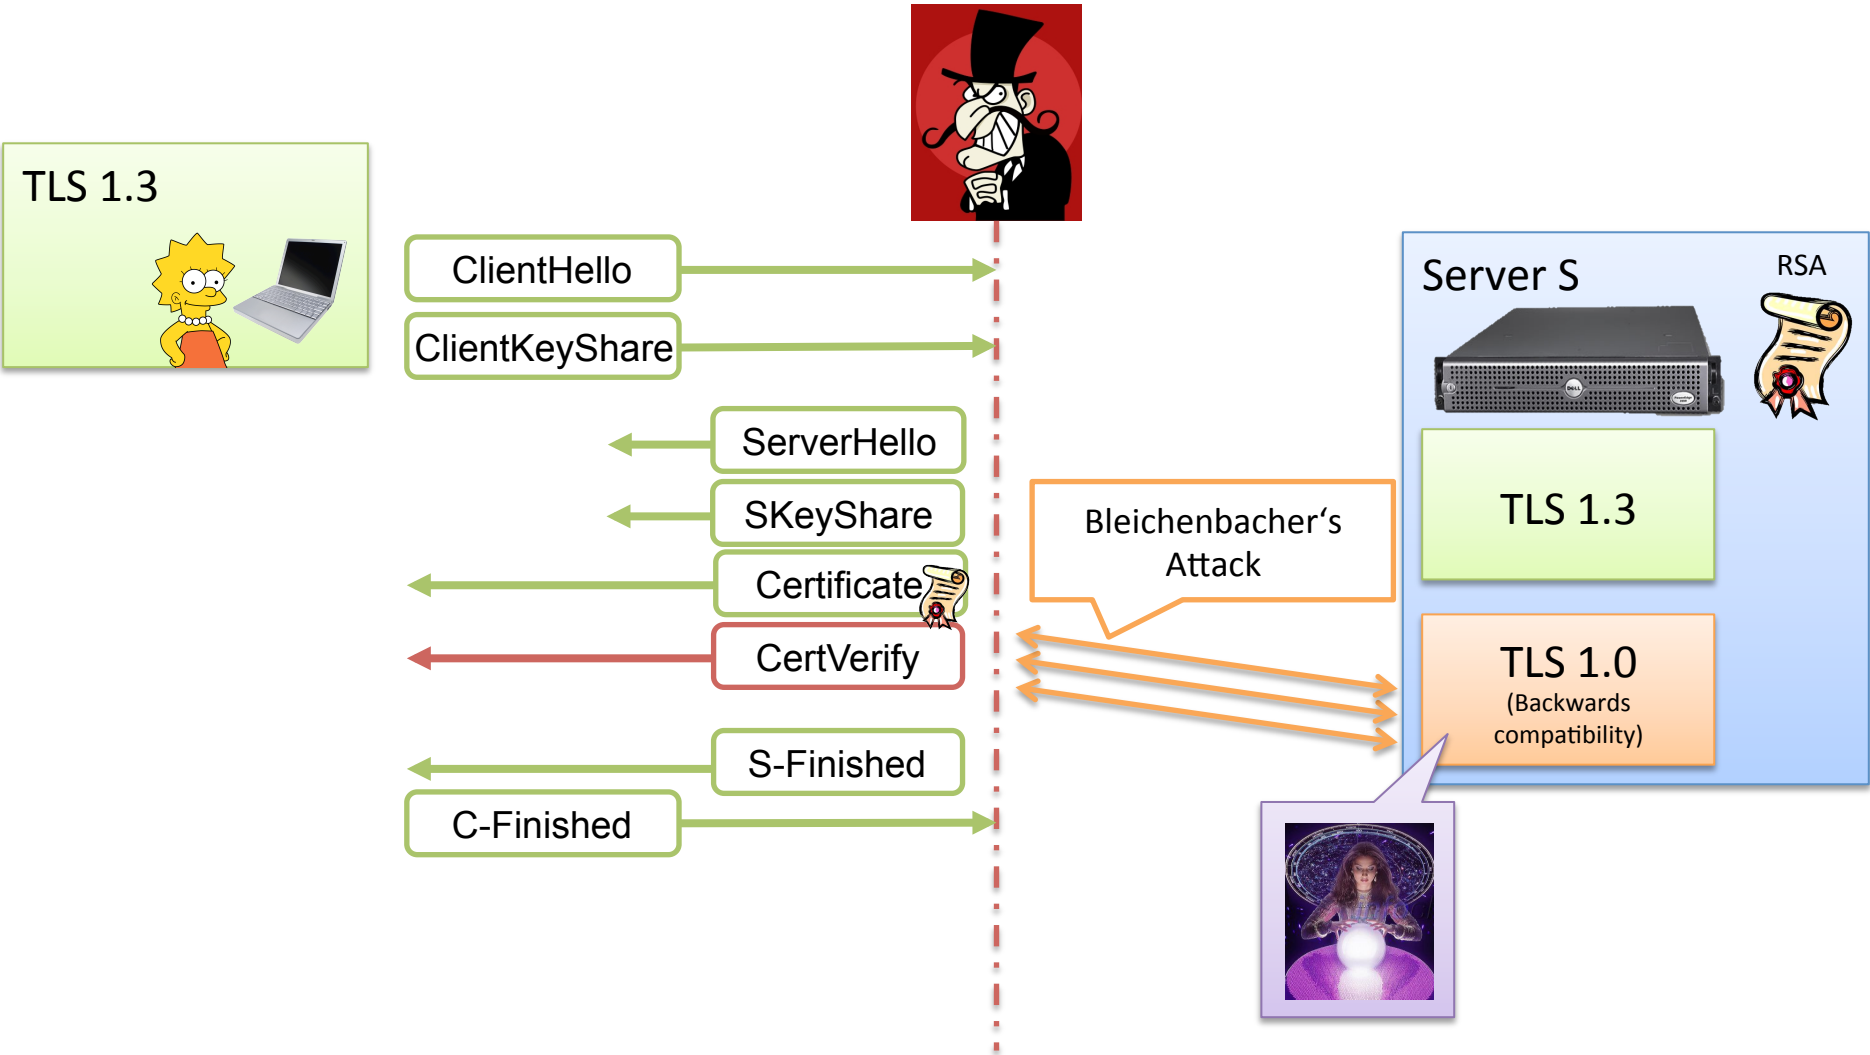 TLS 1.3
ClientHello
ClientKeyShare
ServerHello
SKeyShare
Certificate
CertVerify
S-Finished
C-Finished
Bleichenbacher‘s
Attack
Server S
RSA
DELL
TLS 1.3
TLS 1.0
(Backwards
compatibility)